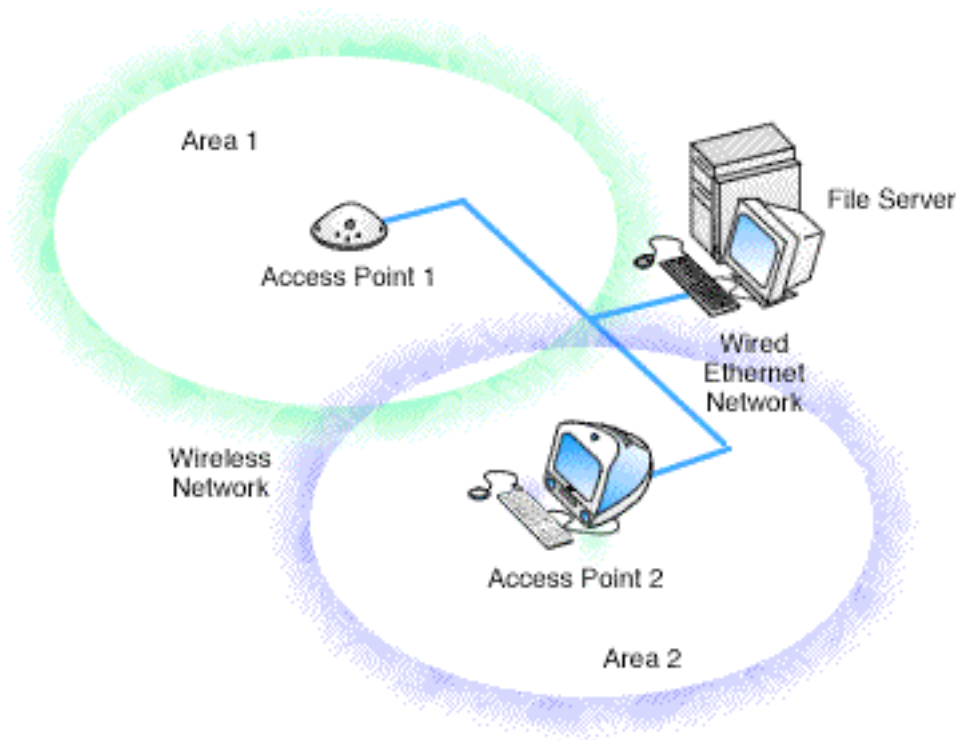 Area 1
File Server
Access Point 1
Wired
Ethernet
Network
Wireless
Network
Access Point 2
Area 2